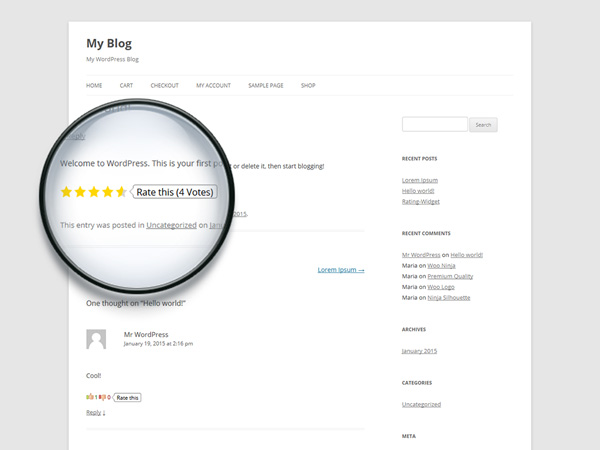 My Blog
My WordPress Blog
HOME CART CHECKOUT MY ACCOUNT SAMPLE PAGE SHOP
Reply
Welcome to WordPress. This is your first po t or delete it, then start blogging!
Rate this (4 Votes)
This entry was posted in Uncategorized on Janu 2015.
Lorem Ipsum →
One thought on “Hello world!”
Mr WordPress
January 19, 2015 at 2:16 pm
Cool!
1 0 Rate this
Reply ↓
Search
RECENT POSTS
Lorem Ipsum
Hello world!
Rating-Widget
RECENT COMMENTS
Mr WordPress on Hello world!
Maria on Woo Ninja
Maria on Premium Quality
Maria on Woo Logo
Maria on Ninja Silhouette
ARCHIVES
January 2015
CATEGORIES
Uncategorized
META